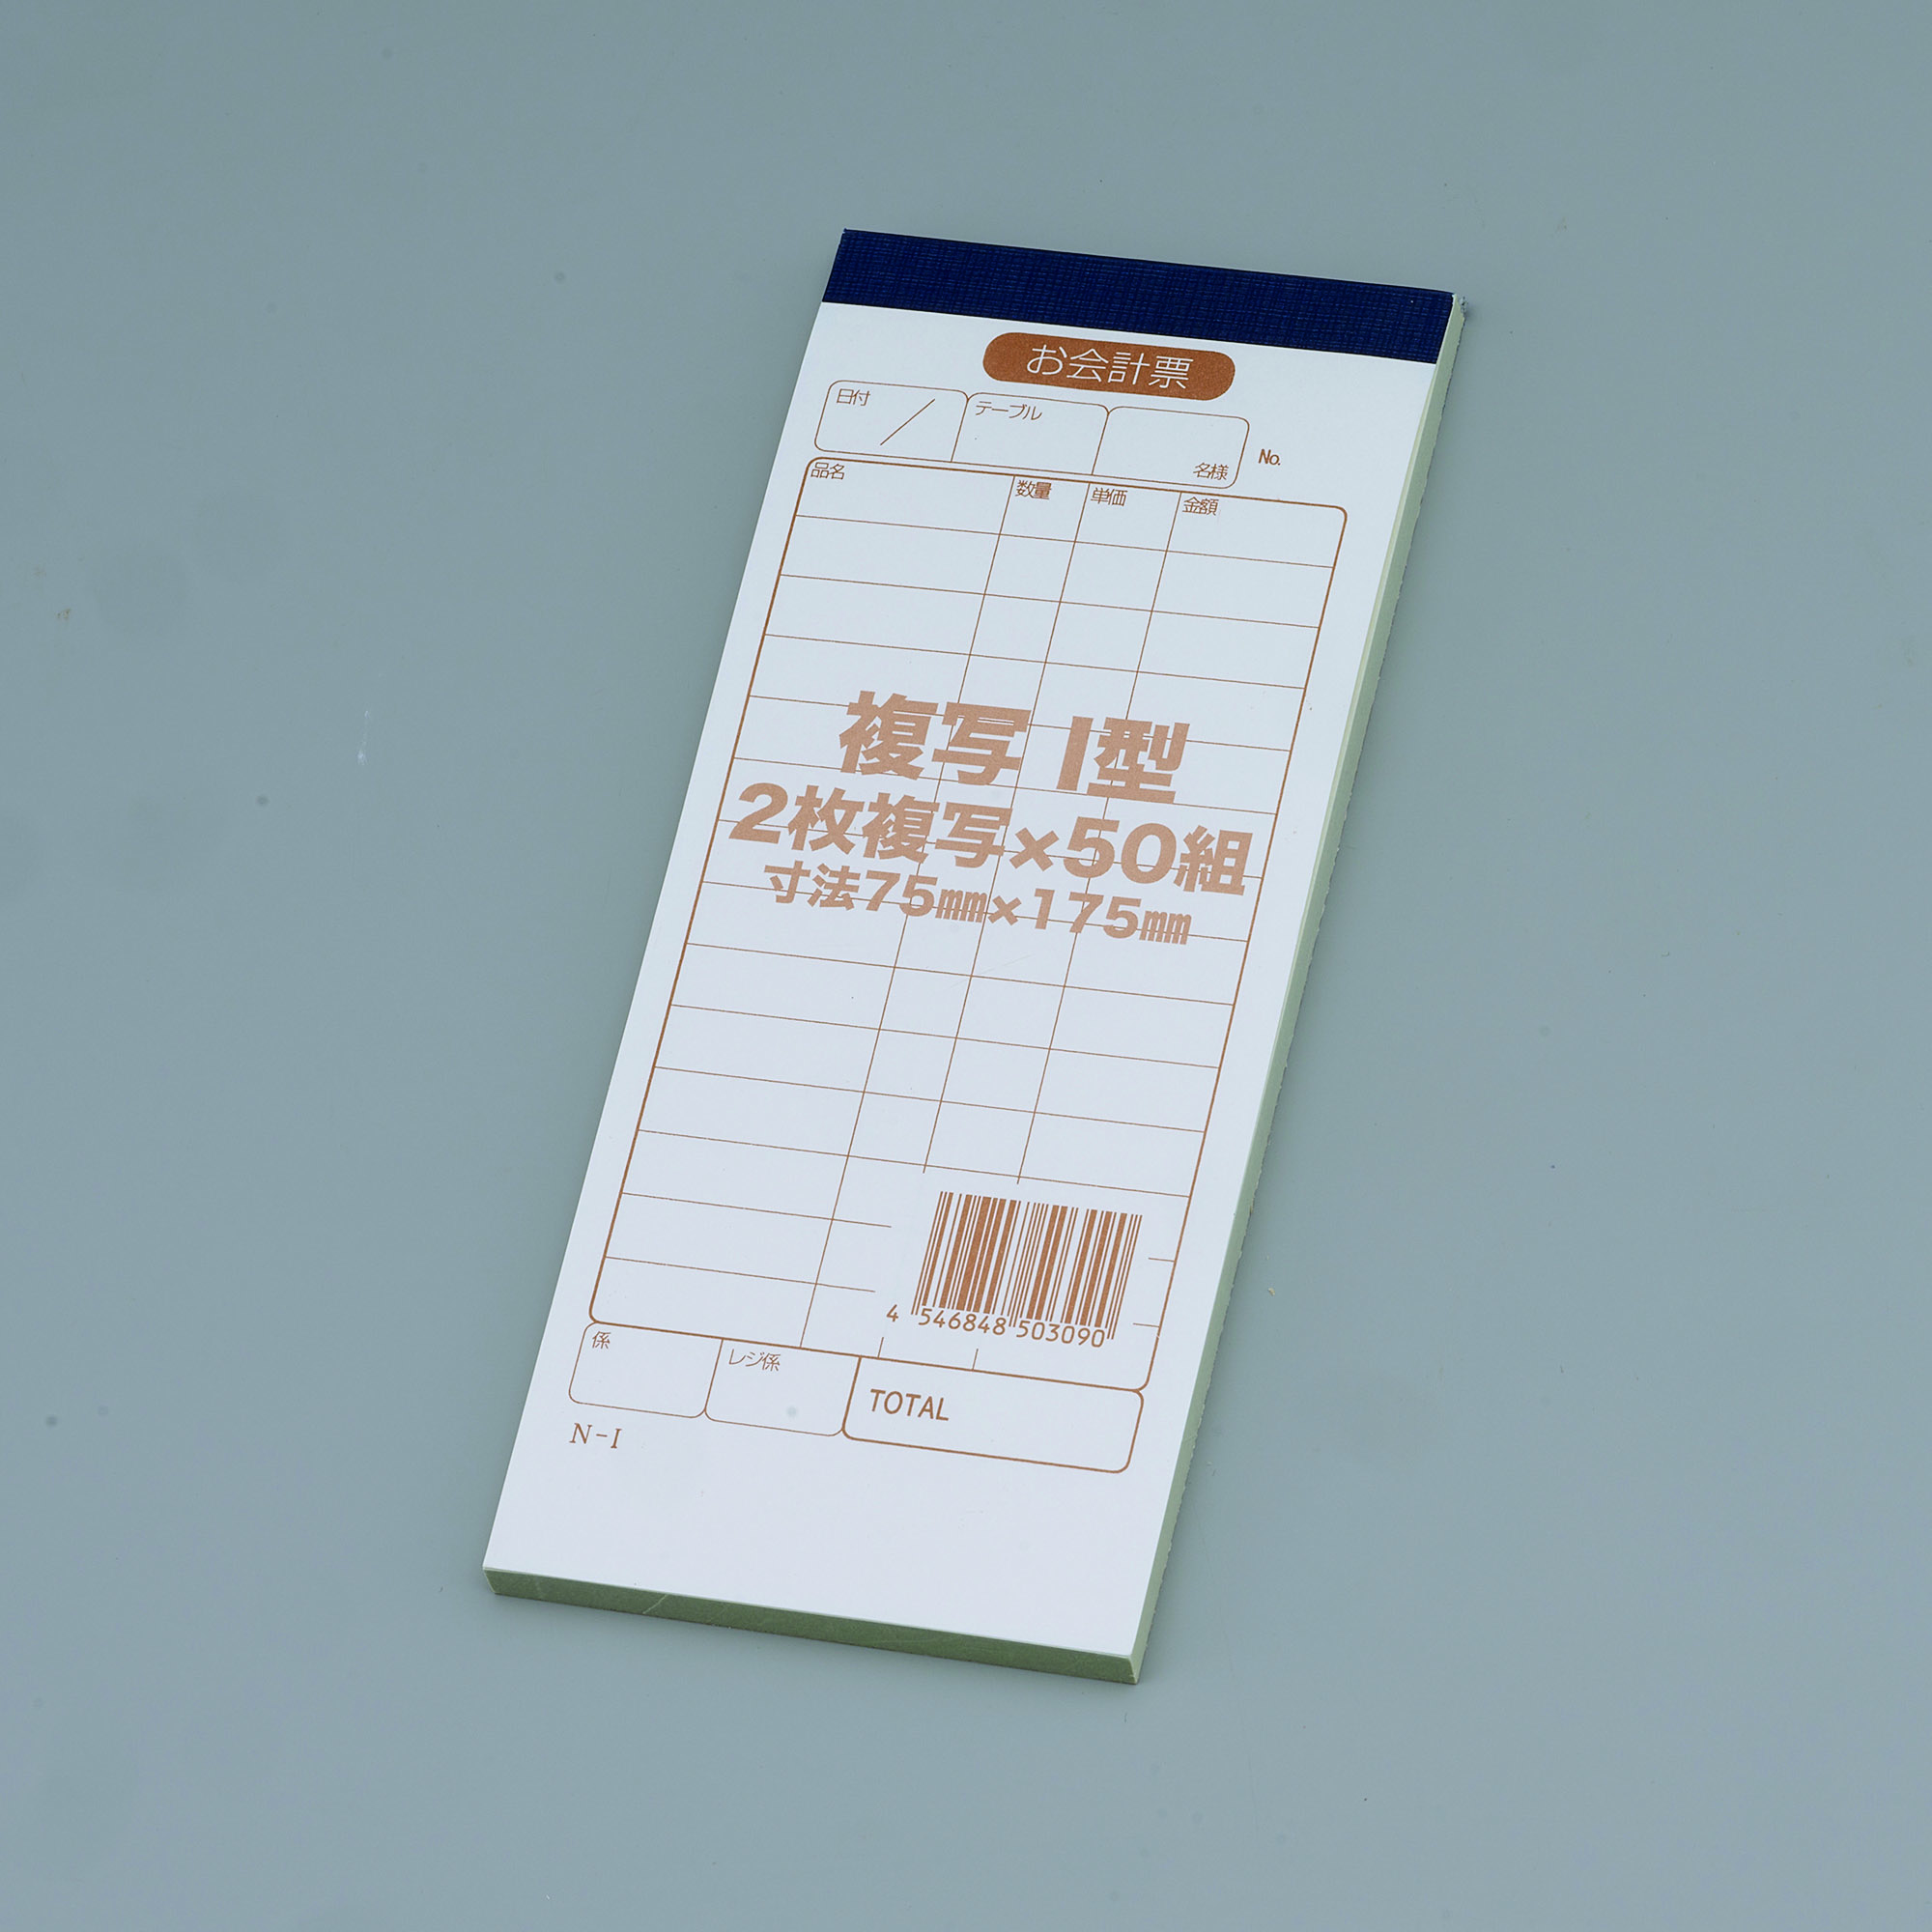 お会計票
日付 / テーブル 名様 No.
品名 数量 単価 金額
複写 I型
2枚複写×50組
寸法75㎜×175㎜
4 546848 503090
係 レジ係 TOTAL
N-I